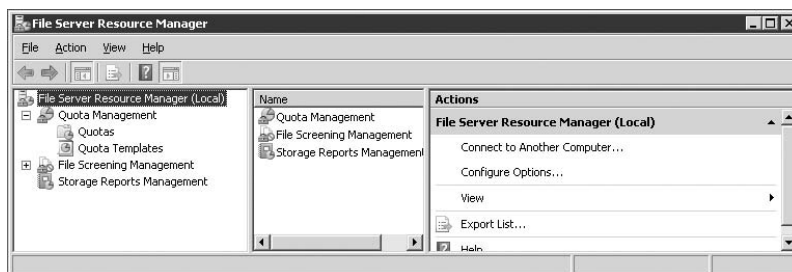 File Server Resource Manager
File Action View Help
File Server Resource Manager (Local)
Quota Management
Quotas
Quota Templates
File Screening Management
Storage Reports Management
Name
Quota Management
File Screening Management
Storage Reports Management
Actions
File Server Resource Manager (Local)
Connect to Another Computer...
Configure Options...
View
Export List...
Help